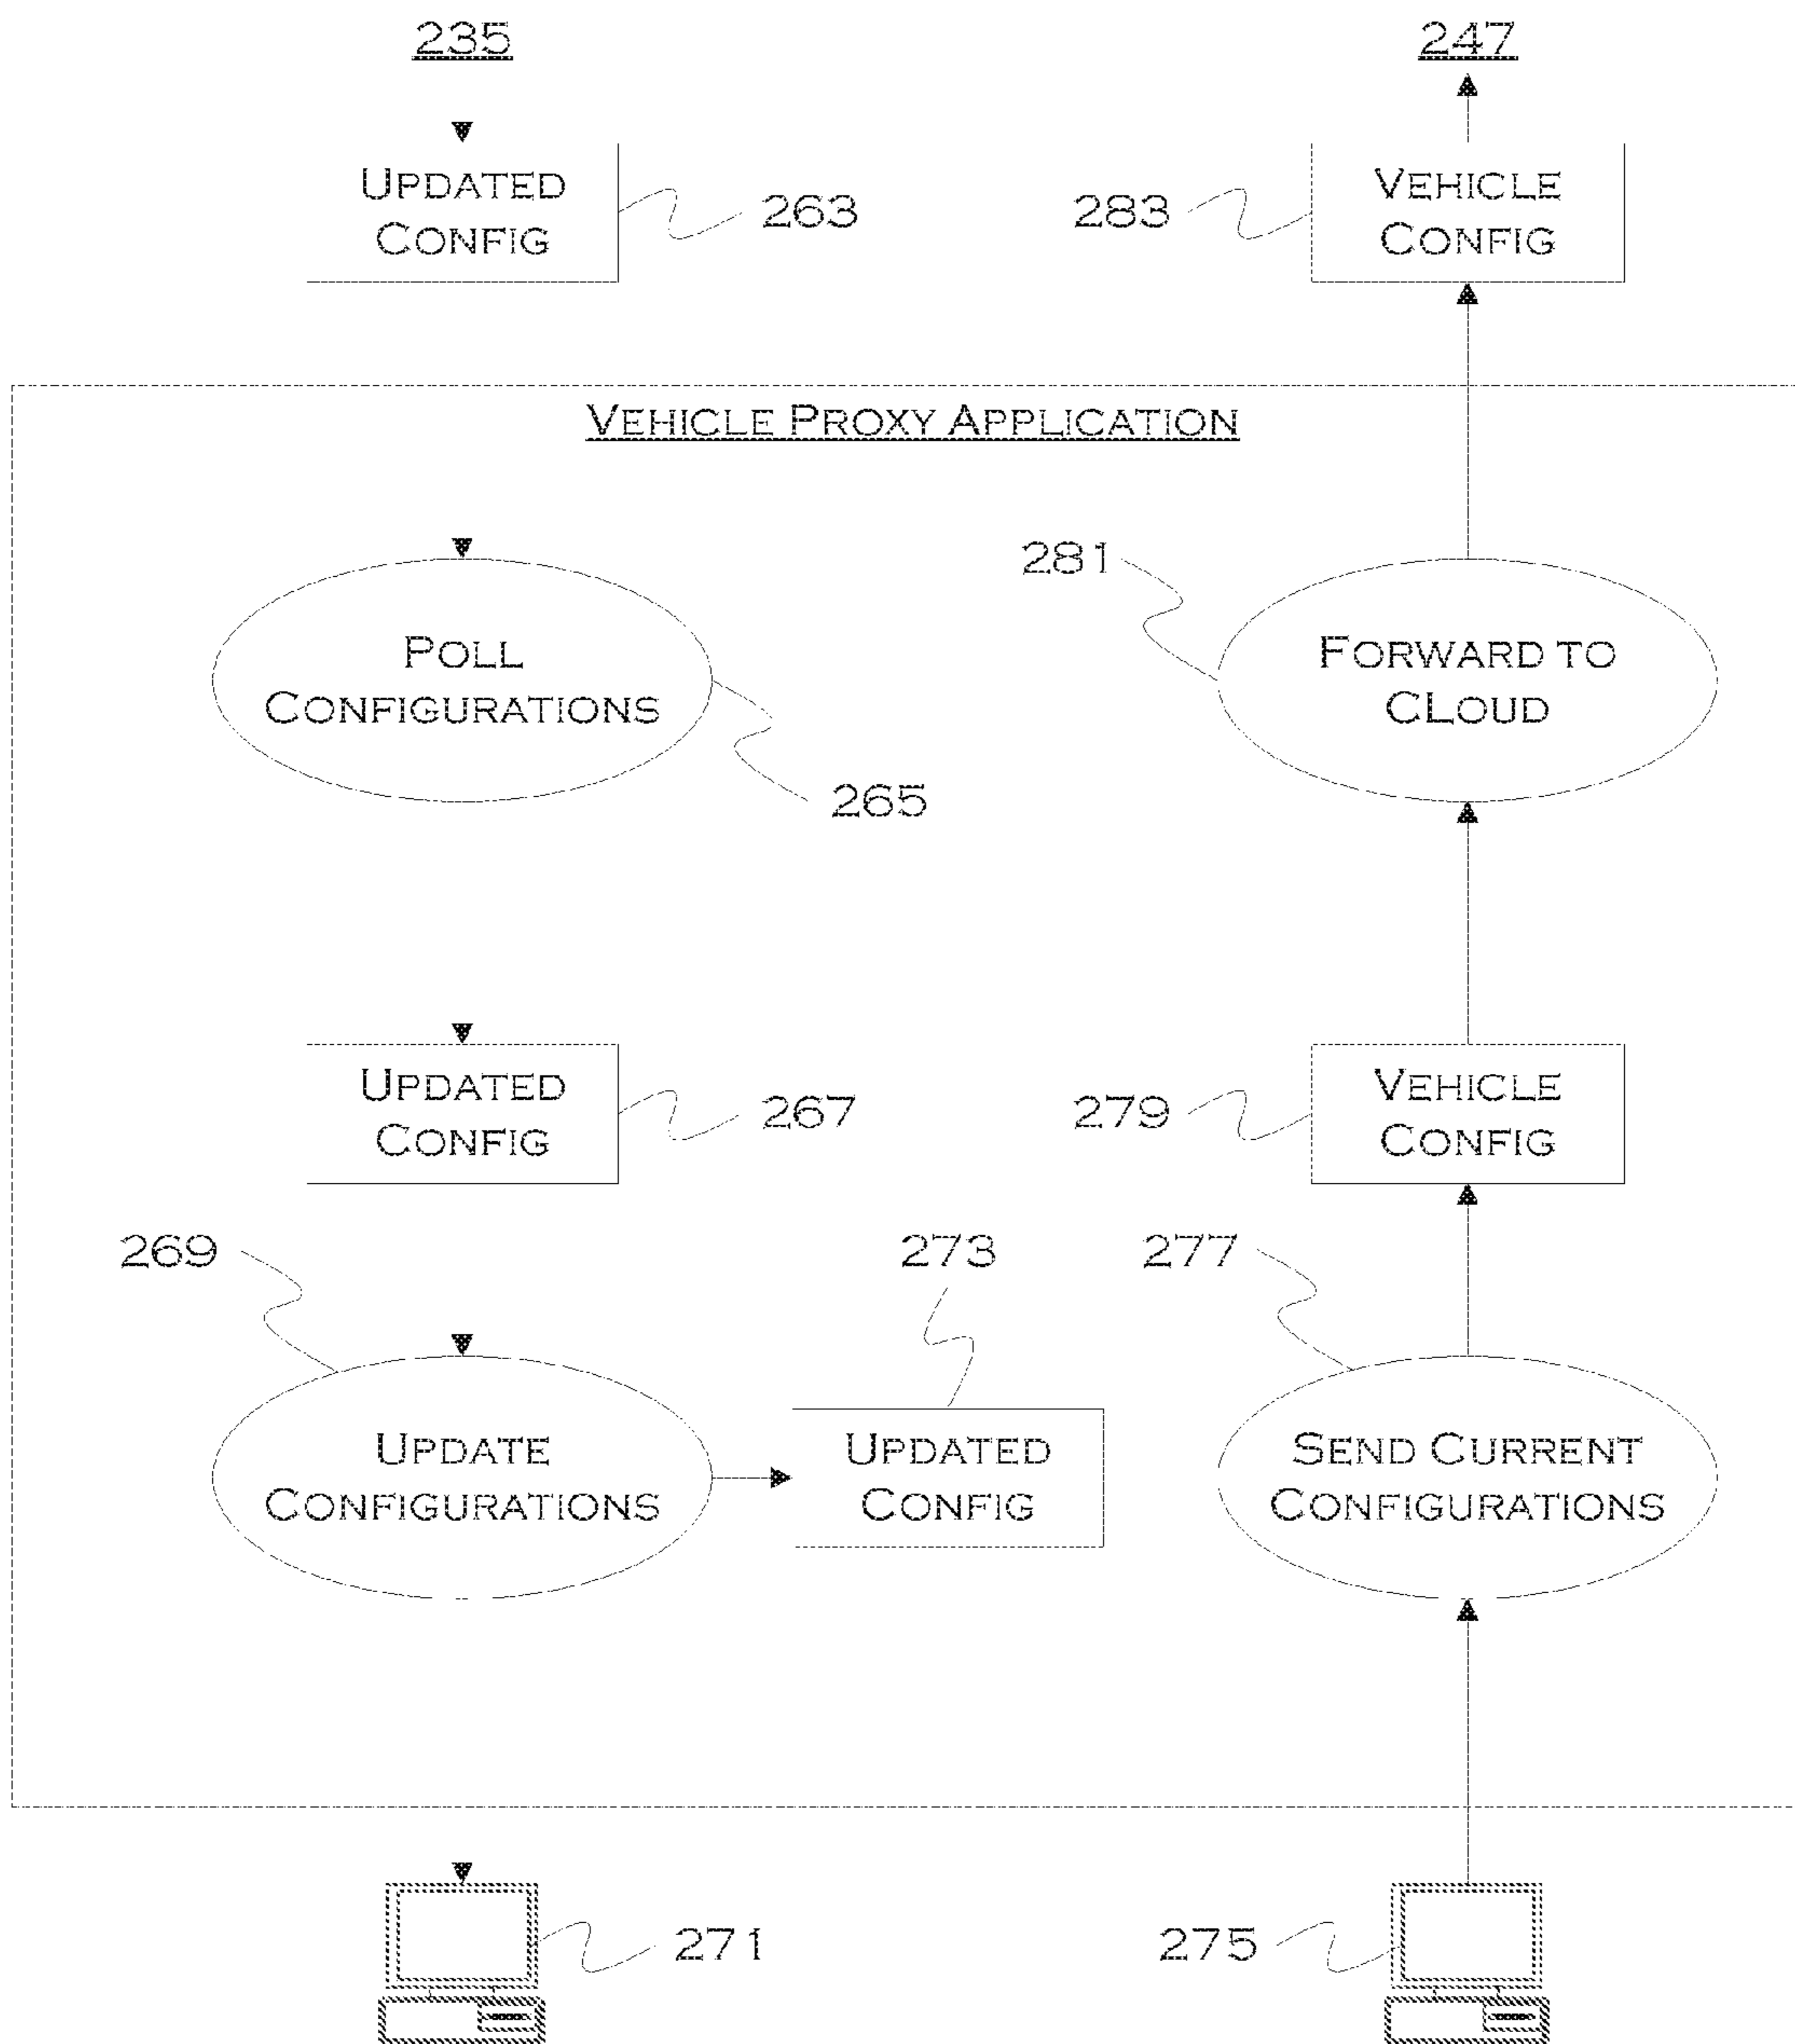 235
247
UPDATED
CONFIG
263
283
VEHICLE
CONFIG
VEHICLE PROXY APPLICATION
POLL
CONFIGURATIONS
265
281
FORWARD TO
CLOUD
UPDATED
CONFIG
267
279
VEHICLE
CONFIG
269
273
277
UPDATE
CONFIGURATIONS
UPDATED
CONFIG
SEND CURRENT
CONFIGURATIONS
271
275